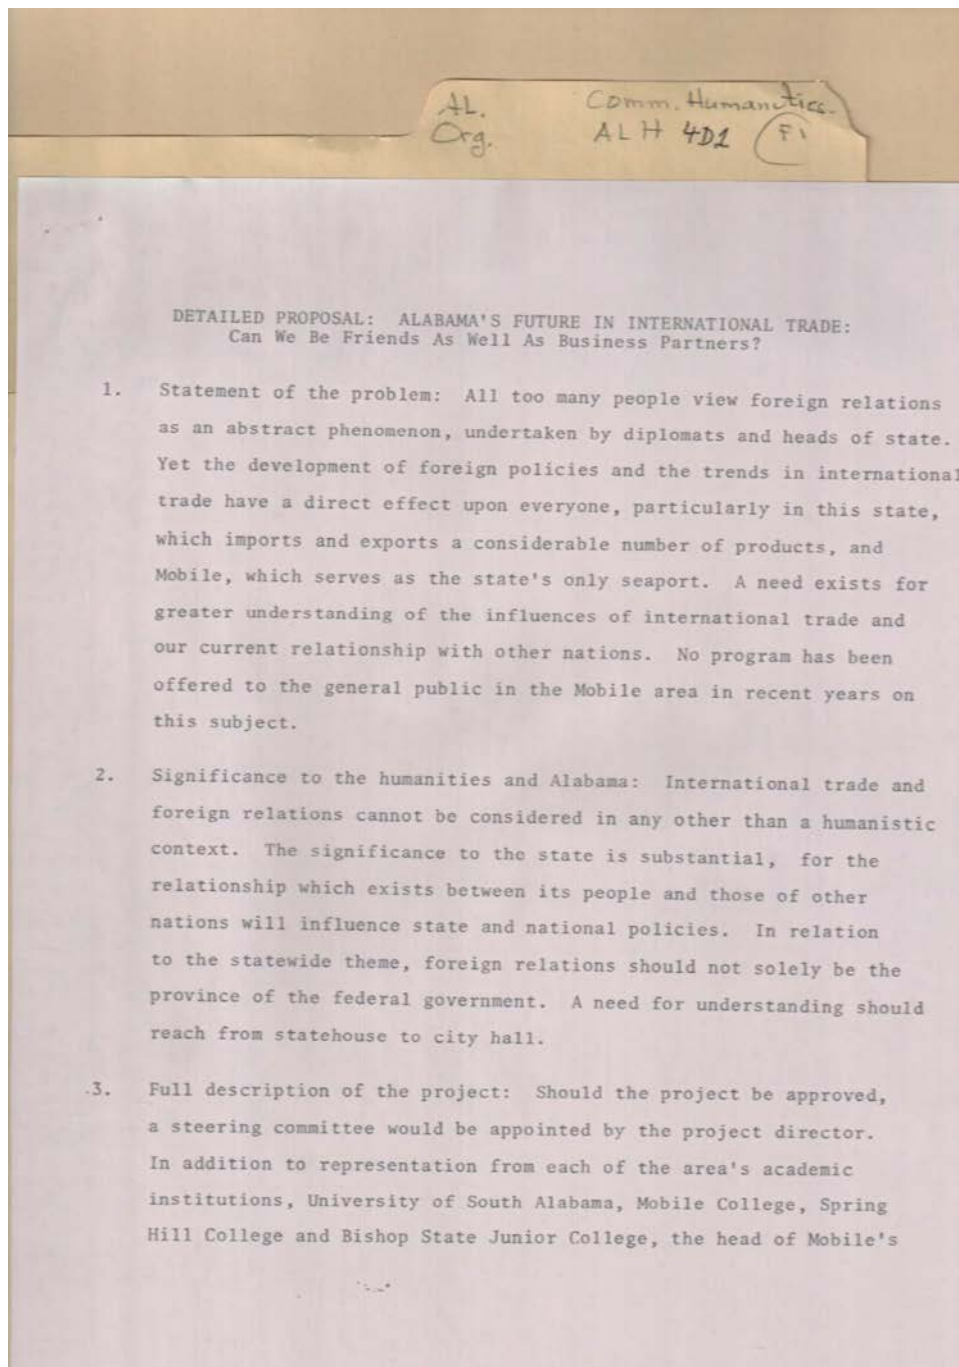 AL. Comm. Humanities.
Org. ALH 4D1 F1
DETAILED PROPOSAL: ALABAMA'S FUTURE IN INTERNATIONAL TRADE:
Can We Be Friends As Well As Business Partners?
1. Statement of the problem: All too many people view foreign relations
as an abstract phenomenon, undertaken by diplomats and heads of state.
Yet the development of foreign policies and the trends in international
trade have a direct effect upon everyone, particularly in this state,
which imports and exports a considerable number of products, and
Mobile, which serves as the state's only seaport. A need exists for
greater understanding of the influences of international trade and
our current relationship with other nations. No program has been
offered to the general public in the Mobile area in recent years on
this subject.
2. Significance to the humanities and Alabama: International trade and
foreign relations cannot be considered in any other than a humanistic
context. The significance to the state is substantial, for the
relationship which exists between its people and those of other
nations will influence state and national policies. In relation
to the statewide theme, foreign relations should not solely be the
province of the federal government. A need for understanding should
reach from statehouse to city hall.
3. Full description of the project: Should the project be approved,
a steering committee would be appointed by the project director.
In addition to representation from each of the area's academic
institutions, University of South Alabama, Mobile College, Spring
Hill College and Bishop State Junior College, the head of Mobile's